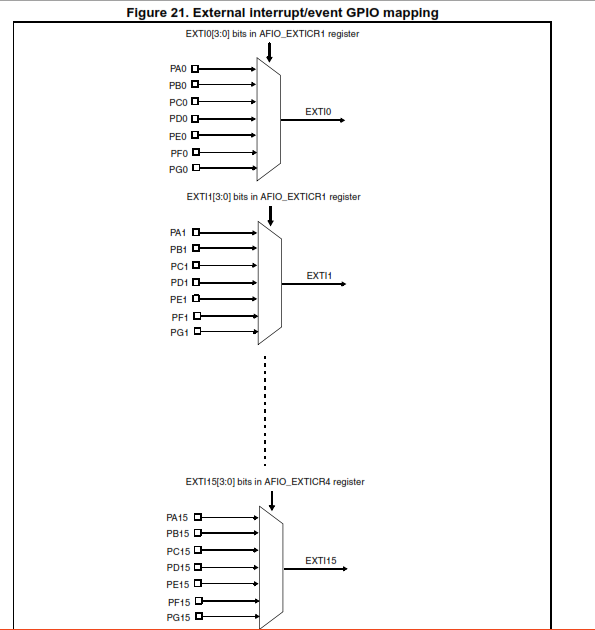 Figure 21. External interrupt/event GPIO mapping
EXTI0[3:0] bits in AFIO_EXTICR1 register
PA0
PB0
PC0
PD0
PE0
PF0
PG0
EXTI0
EXTI1[3:0] bits in AFIO_EXTICR1 register
PA1
PB1
PC1
PD1
PE1
PF1
PG1
EXTI1
EXTI15[3:0] bits in AFIO_EXTICR4 register
PA15
PB15
PC15
PD15
PE15
PF15
PG15
EXTI15